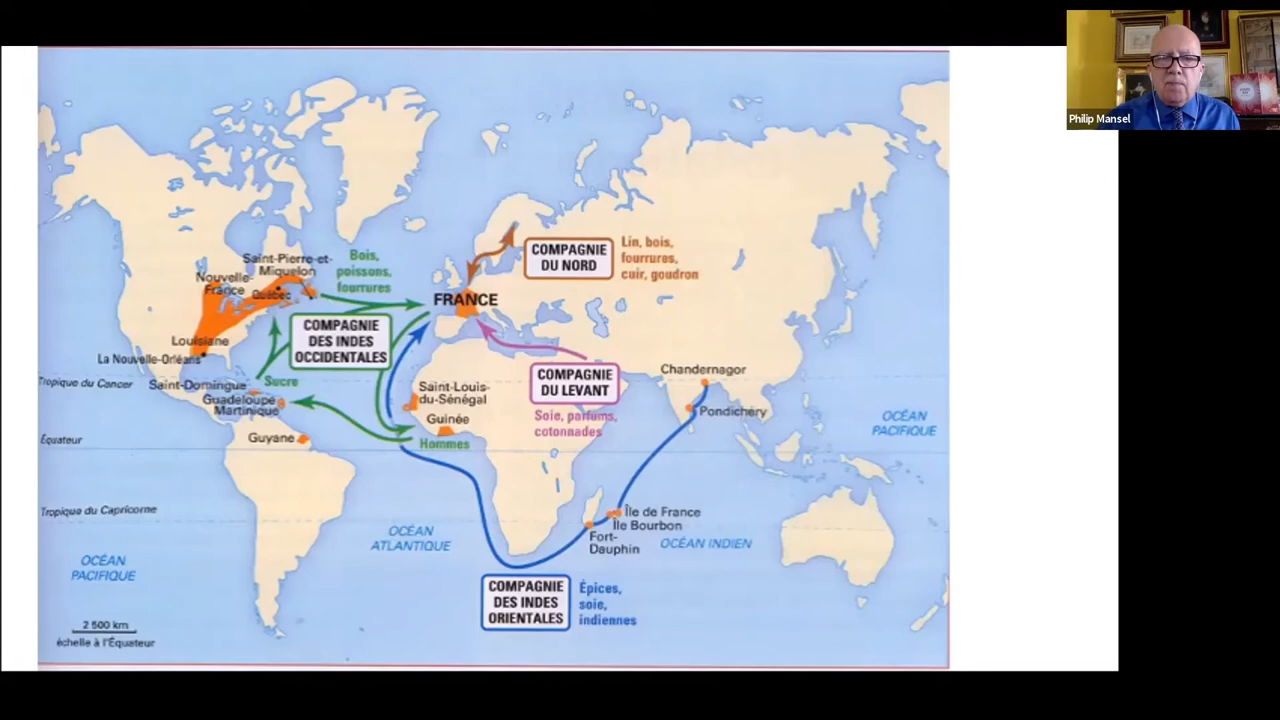 Philip Mansel
COMPAGNIE
DU NORD
Lin, bois,
fourrures,
cuir, goudron
Saint-Pierre-et-
Miquelon
Bois,
poissons,
fourrures
Nouvelle-
France
Québec
FRANCE
COMPAGNIE
DES INDES
OCCIDENTALES
Louisiane
La Nouvelle-Orléans
COMPAGNIE
DU LEVANT
Soie, parfums,
cotonnades
Chandernagor
Pondichéry
Tropique du Cancer
Saint-Domingue
Sucre
Guadeloupe
Martinique
Saint-Louis-
du-Sénégal
Guinée
Hommes
OCÉAN
PACIFIQUE
Équateur
Guyane
Tropique du Capricorne
Île de France
Île Bourbon
Fort-
Dauphin
OCÉAN INDIEN
OCÉAN
ATLANTIQUE
OCÉAN
PACIFIQUE
COMPAGNIE
DES INDES
ORIENTALES
Épices,
soie,
indiennes
2 500 km
échelle à l'Équateur